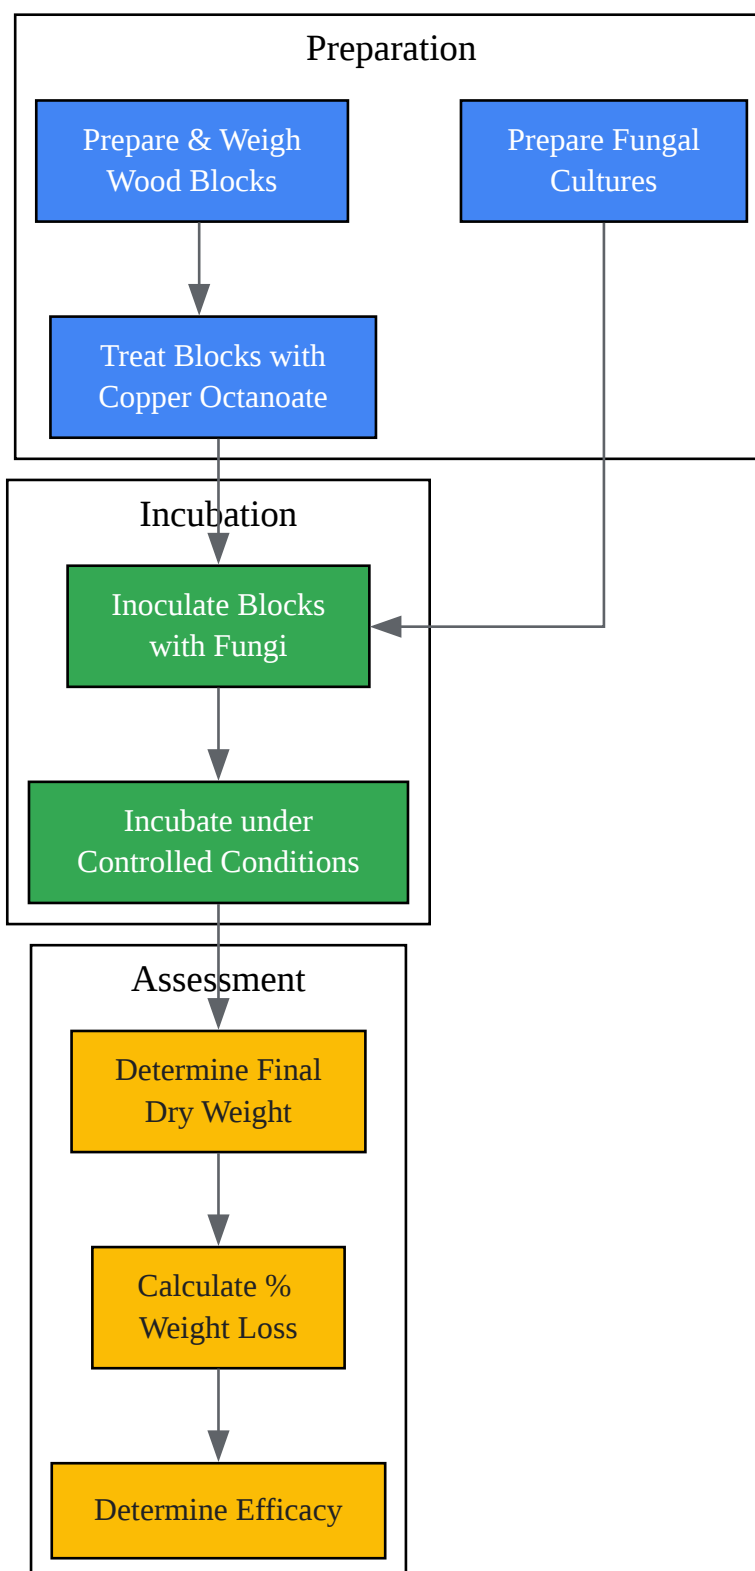 Preparation
Prepare & Weigh
Wood Blocks
Prepare Fungal
Cultures
Treat Blocks with
Copper Octanoate
Incubation
Inoculate Blocks
with Fungi
Incubate under
Controlled Conditions
Assessment
Determine Final
Dry Weight
Calculate %
Weight Loss
Determine Efficacy